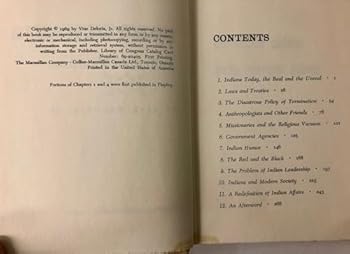 Copyright © 1969 by Vine Deloria, Jr. All rights reserved. No part
of this book may be reproduced or transmitted in any form or by any means,
electronic or mechanical, including photocopying, recording or by any
information storage and retrieval system, without permission in
writing from the Publisher. Library of Congress Catalog Card
Number: 69-20405. First Printing.
The Macmillan Company · Collier-Macmillan Canada Ltd., Toronto, Ontario
Printed in the United States of America
Portions of Chapters 1 and 4 were first published in Playboy.
CONTENTS
1. Indians Today, the Real and the Unreal · 1
2. Laws and Treaties · 28
3. The Disastrous Policy of Termination · 54
4. Anthropologists and Other Friends · 78
5. Missionaries and the Religious Vacuum · 101
6. Government Agencies · 125
7. Indian Humor · 146
8. The Red and the Black · 168
9. The Problem of Indian Leadership · 197
10. Indians and Modern Society · 225
11. A Redefinition of Indian Affairs · 243
12. An Afterword · 268